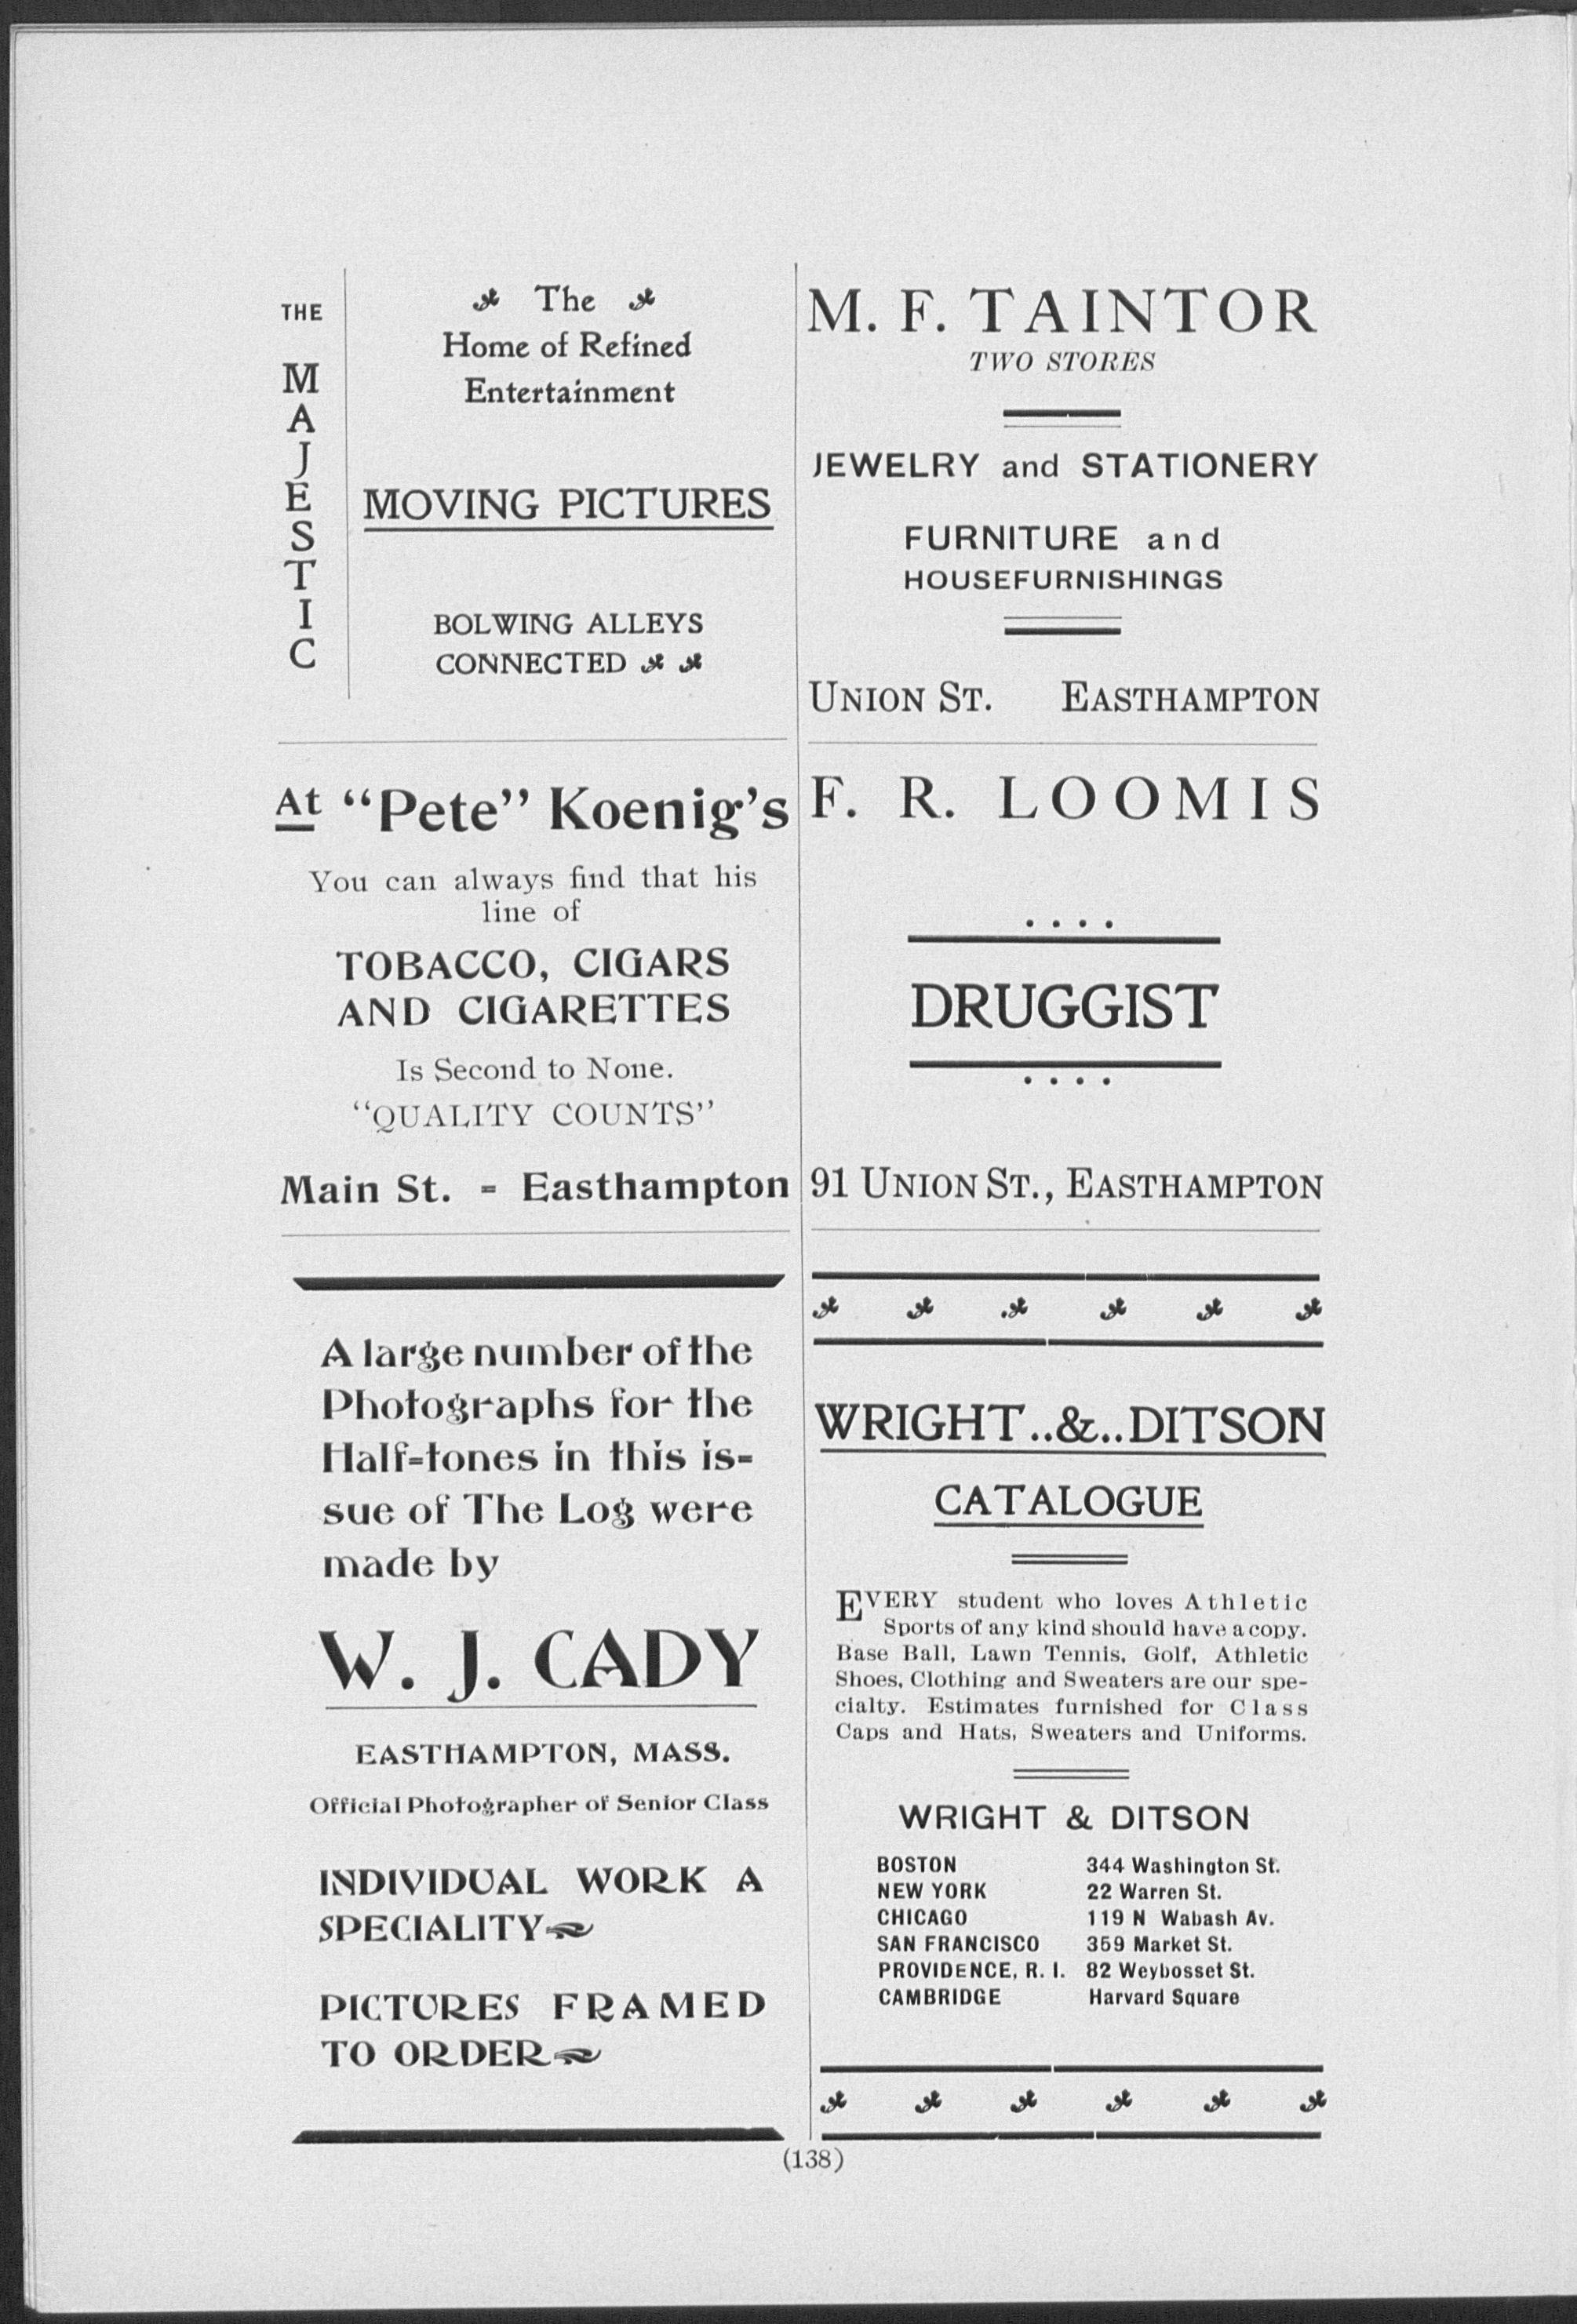 THE
MAJESTIC
The
Home of Refined
Entertainment
MOVING PICTURES
BOLWING ALLEYS
CONNECTED
M. F. TAINTOR
TWO STORES
JEWELRY and STATIONERY
FURNITURE and
HOUSEFURNISHINGS
UNION ST. EASTHAMPTON
At "Pete" Koenig's
You can always find that his
line of
TOBACCO, CIGARS
AND CIGARETTES
Is Second to None.
"QUALITY COUNTS"
Main St. = Easthampton
F. R. LOOMIS
. . . .
DRUGGIST
. . . .
91 UNION ST., EASTHAMPTON
A large number of the
Photographs for the
Half=tones in this is=
sue of The Log were
made by
W. J. CADY
EASTHAMPTON, MASS.
Official Photographer of Senior Class
INDIVIDUAL WORK A
SPECIALITY
PICTURES FRAMED
TO ORDER
WRIGHT..&..DITSON
CATALOGUE
EVERY student who loves Athletic
Sports of any kind should have a copy.
Base Ball, Lawn Tennis, Golf, Athletic
Shoes, Clothing and Sweaters are our spe-
cialty. Estimates furnished for Class
Caps and Hats, Sweaters and Uniforms.
WRIGHT & DITSON
BOSTON 344 Washington St.
NEW YORK 22 Warren St.
CHICAGO 119 N Wabash Av.
SAN FRANCISCO 359 Market St.
PROVIDENCE, R. I. 82 Weybosset St.
CAMBRIDGE Harvard Square
(138)